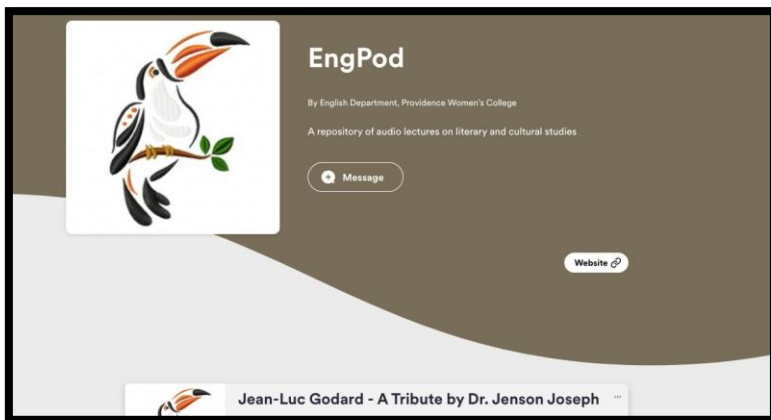 EngPod
By English Department, Providence Women's College
A repository of audio lectures on literary and cultural studies
Message
Website
Jean-Luc Godard - A Tribute by Dr. Jenson Joseph